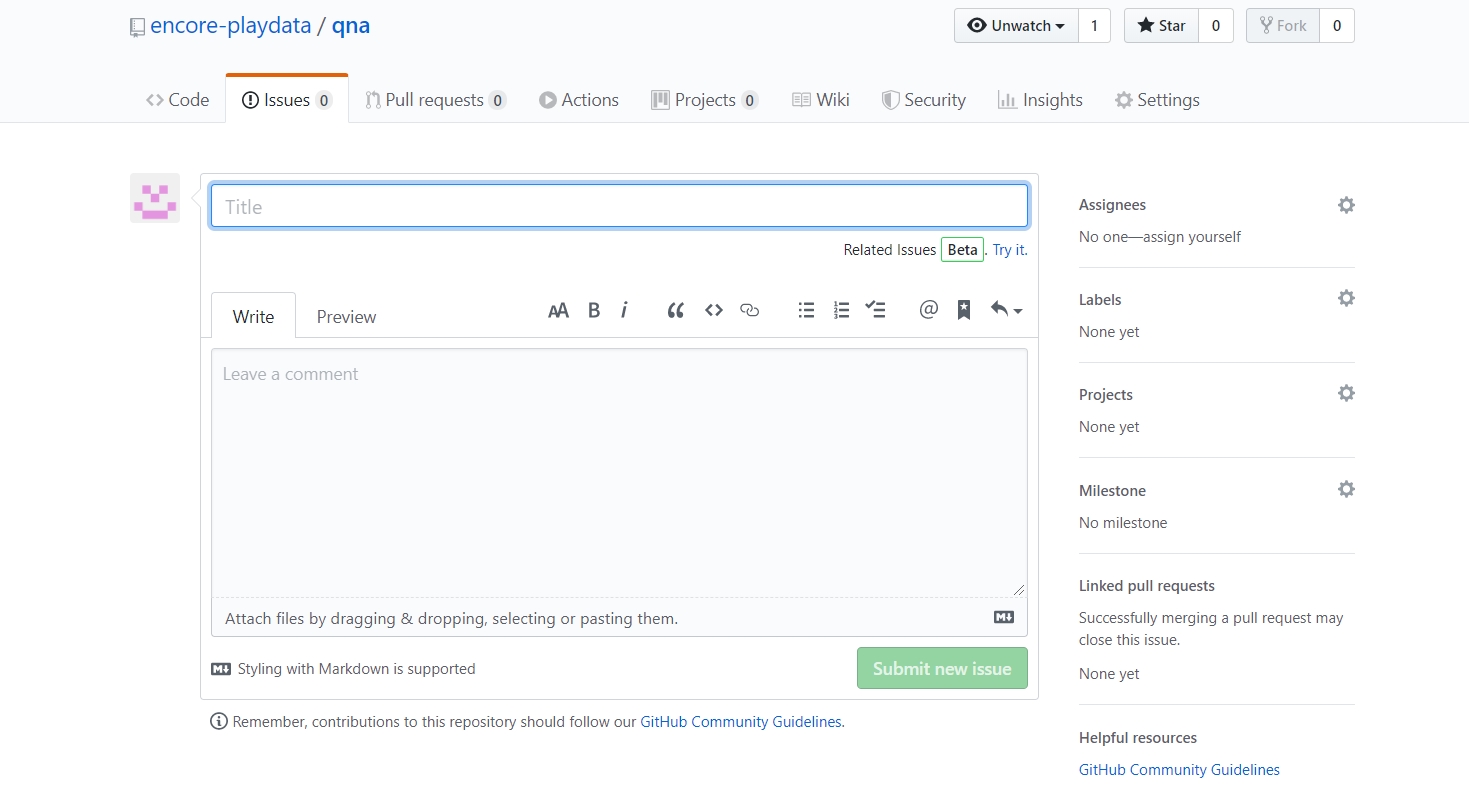 encore-playdata / qna
Unwatch 1 Star 0 Fork 0
Code Issues 0 Pull requests 0 Actions Projects 0 Wiki Security Insights Settings
Title
Related Issues Beta. Try it.
Write Preview
AA B i @
Leave a comment
Attach files by dragging & dropping, selecting or pasting them.
Styling with Markdown is supported
Submit new issue
Remember, contributions to this repository should follow our GitHub Community Guidelines.
Assignees
No one—assign yourself
Labels
None yet
Projects
None yet
Milestone
No milestone
Linked pull requests
Successfully merging a pull request may
close this issue.
None yet
Helpful resources
GitHub Community Guidelines